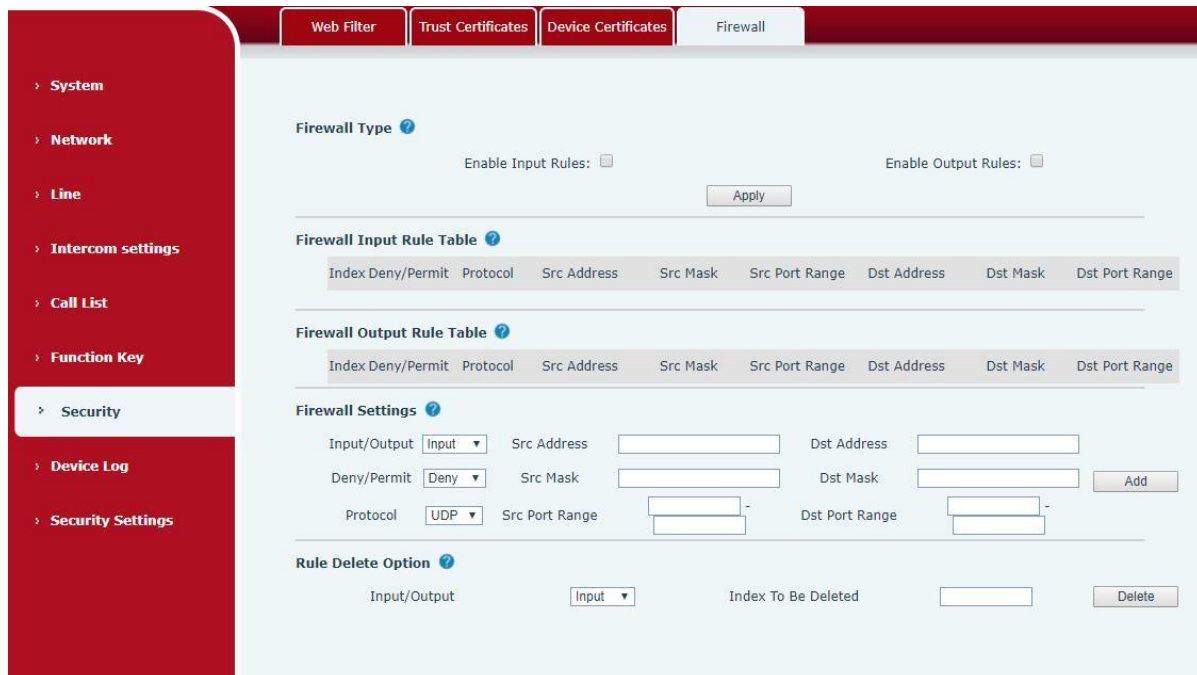 Web Filter Trust Certificates Device Certificates Firewall
System
Network
Line
Intercom settings
Call List
Function Key
Security
Device Log
Security Settings
Firewall Type ?
Enable Input Rules: Enable Output Rules:
Apply
Firewall Input Rule Table ?
Index Deny/Permit Protocol Src Address Src Mask Src Port Range Dst Address Dst Mask Dst Port Range
Firewall Output Rule Table ?
Index Deny/Permit Protocol Src Address Src Mask Src Port Range Dst Address Dst Mask Dst Port Range
Firewall Settings ?
Input/Output Input Src Address Dst Address
Deny/Permit Deny Src Mask Dst Mask Add
Protocol UDP Src Port Range - Dst Port Range -
Rule Delete Option ?
Input/Output Input Index To Be Deleted Delete